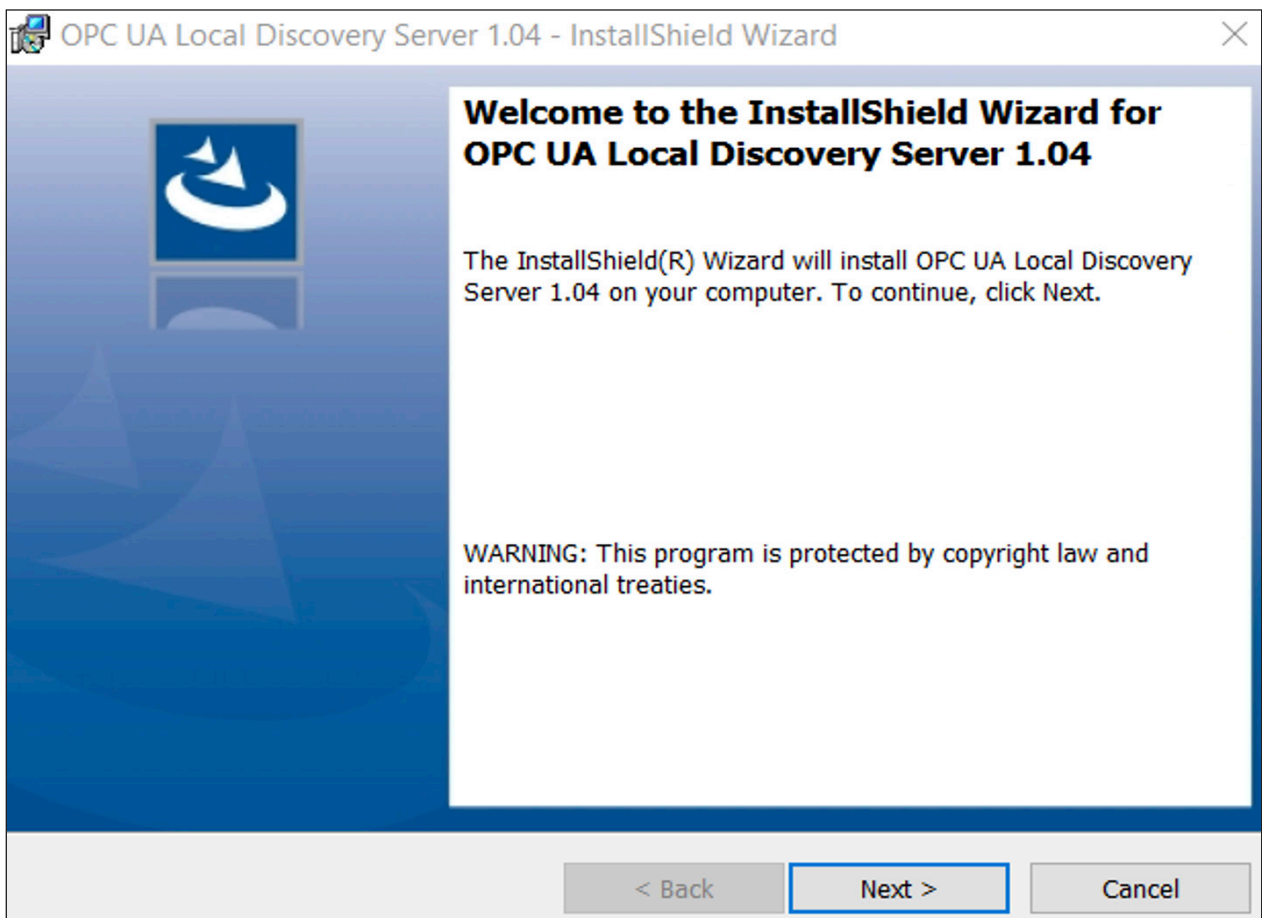 OPC UA Local Discovery Server 1.04 - InstallShield Wizard
Welcome to the InstallShield Wizard for
OPC UA Local Discovery Server 1.04
The InstallShield(R) Wizard will install OPC UA Local Discovery
Server 1.04 on your computer. To continue, click Next.
WARNING: This program is protected by copyright law and
international treaties.
< Back
Next >
Cancel